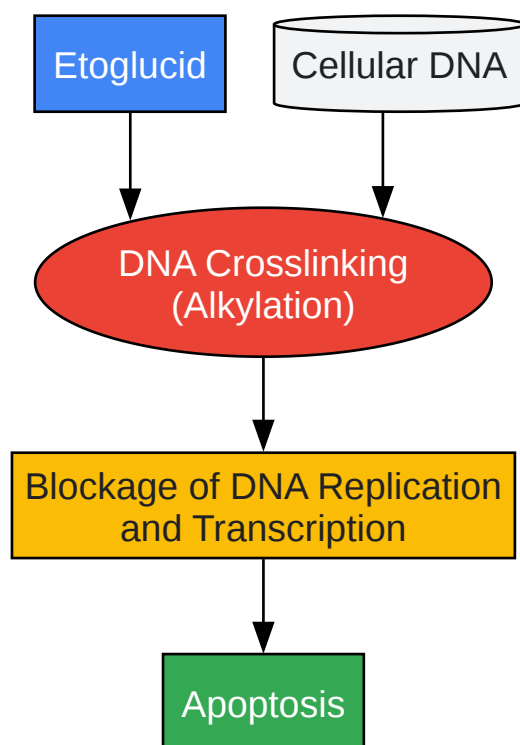 Etoglucid
Cellular DNA
DNA Crosslinking
(Alkylation)
Blockage of DNA Replication
and Transcription
Apoptosis